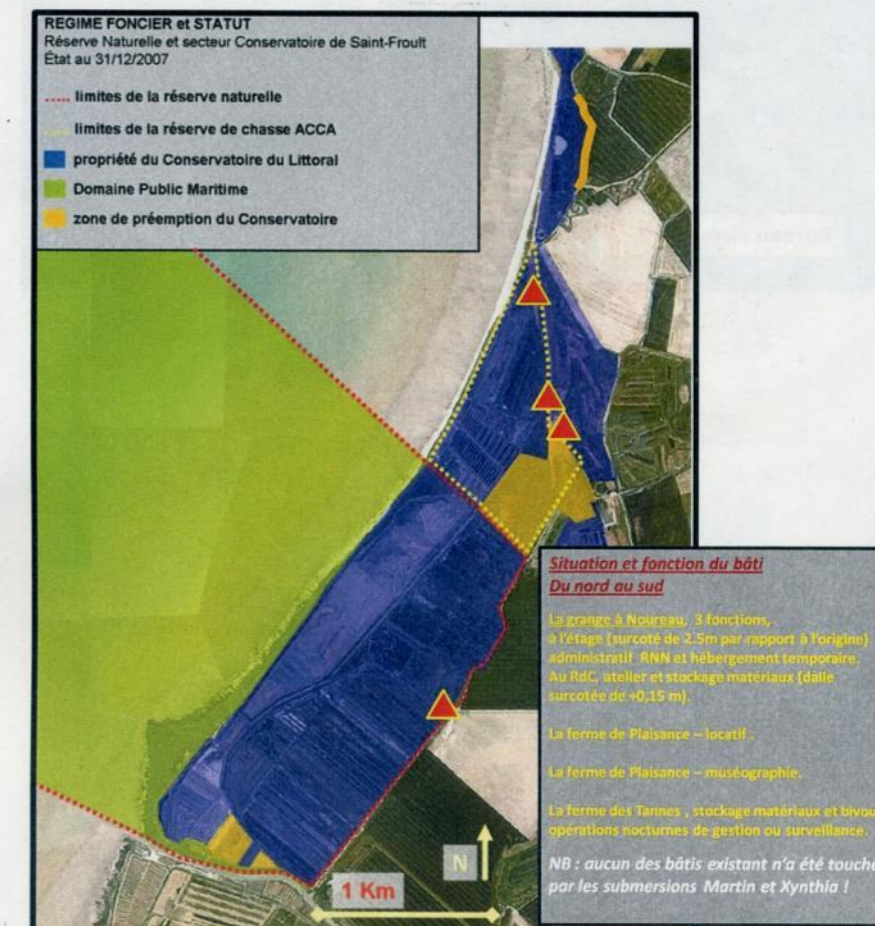 REGIME FONCIER et STATUT
Réserve Naturelle et secteur Conservatoire de Saint-Froult
État au 31/12/2007
limites de la réserve naturelle
limites de la réserve de chasse ACCA
propriété du Conservatoire du Littoral
Domaine Public Maritime
zone de préemption du Conservatoire
Situation et fonction du bâti
Du nord au sud
La grange à Noureau, 3 fonctions,
à l'étage (surcoté de 2.5m par rapport à l'origine)
administratif RNN et hébergement temporaire.
Au RdC, atelier et stockage matériaux (dalle
surcotée de +0,15 m).
La ferme de Plaisance – locatif.
La ferme de Plaisance – muséographie.
La ferme des Tannes, stockage matériaux et bivou
opérations nocturnes de gestion ou surveillance.
NB : aucun des bâtis existant n'a été touché
par les submersions Martin et Xynthia !
N
1 Km